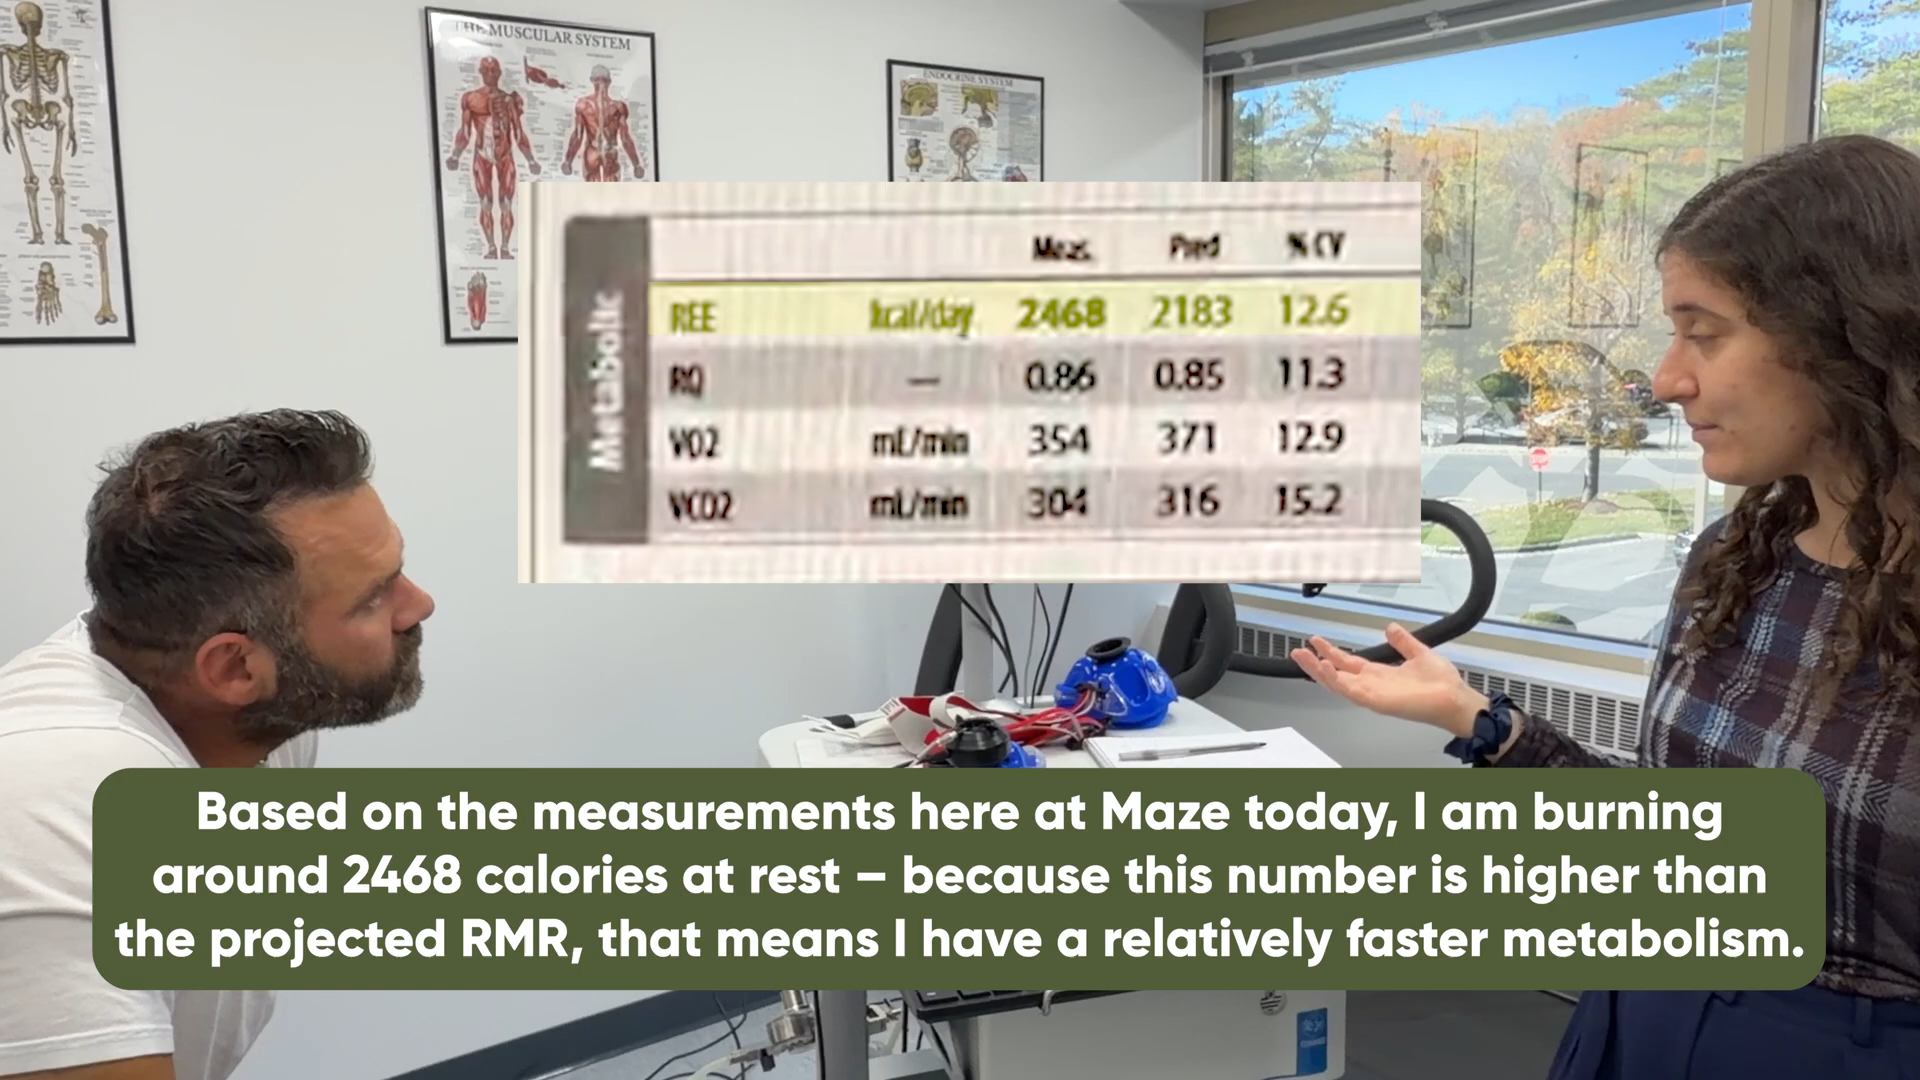 THE MUSCULAR SYSTEM
ENDOCRINE SYSTEM
Metabolic
Meas. Pred %CV
REE kcal/day 2468 2183 12.6
RQ — 0.86 0.85 11.3
VO2 mL/min 354 371 12.9
VCO2 mL/min 304 316 15.2
Based on the measurements here at Maze today, I am burning
around 2468 calories at rest – because this number is higher than
the projected RMR, that means I have a relatively faster metabolism.